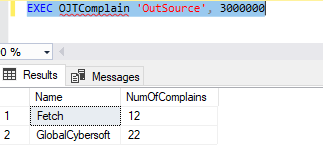 EXEC OJTComplain 'OutSource', 3000000
0 %
Results Messages
Name NumOfComplains
1 Fetch 12
2 GlobalCybersoft 22